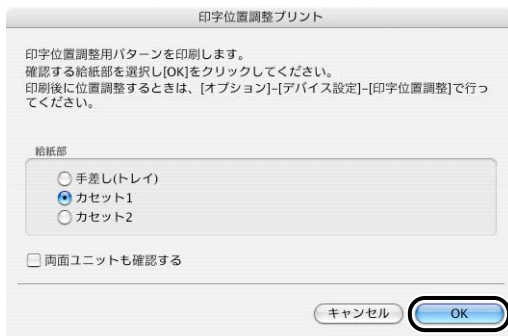 印字位置調整プリント
印字位置調整用パターンを印刷します。
確認する給紙部を選択し[OK]をクリックしてください。
印刷後に位置調整するときは、[オプション]–[デバイス設定]–[印字位置調整]で行っ
てください。
給紙部
手差し(トレイ)
カセット1
カセット2
両面ユニットも確認する
キャンセル OK